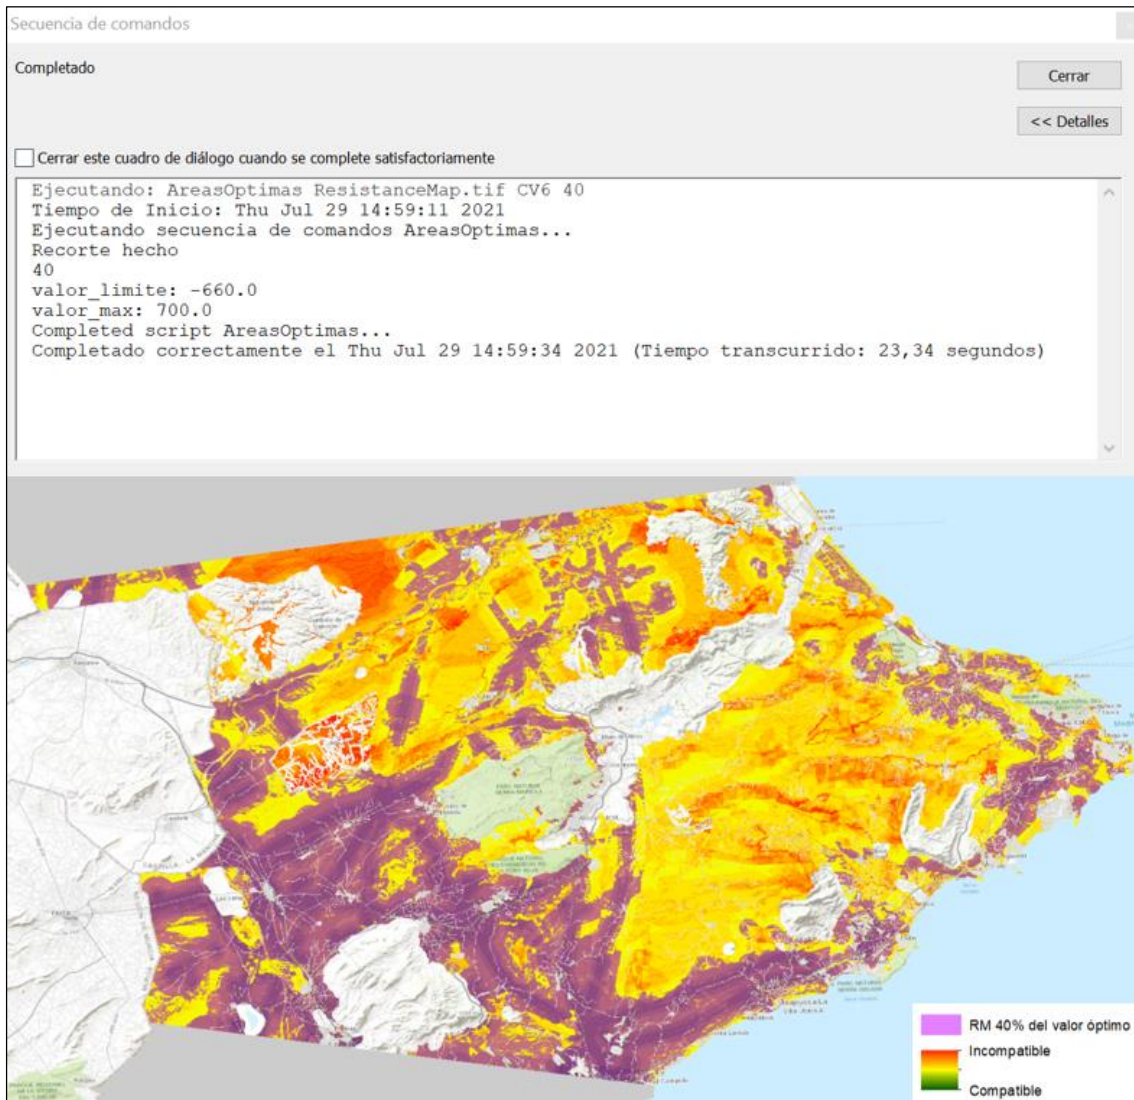 Secuencia de comandos
Completado
Cerrar
<< Detalles
Cerrar este cuadro de diálogo cuando se complete satisfactoriamente
Ejecutando: AreasOptimas ResistanceMap.tif CV6 40
Tiempo de Inicio: Thu Jul 29 14:59:11 2021
Ejecutando secuencia de comandos AreasOptimas...
Recorte hecho
40
valor_limite: -660.0
valor_max: 700.0
Completed script AreasOptimas...
Completado correctamente el Thu Jul 29 14:59:34 2021 (Tiempo transcurrido: 23,34 segundos)
RM 40% del valor óptimo
Incompatible
Compatible